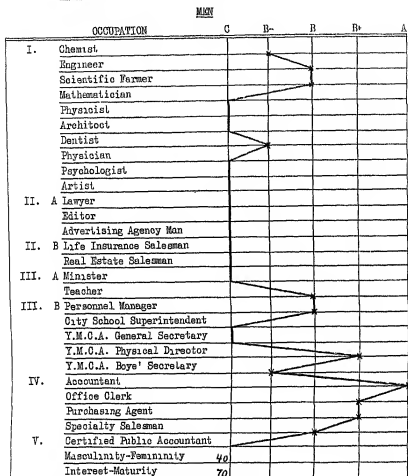 MEN
OCCUPATION C B- B B+ A
I. Chemist
Engineer
Scientific Farmer
Mathematician
Physicist
Architect
Dentist
Physician
Psychologist
Artist
II. A Lawyer
Editor
Advertising Agency Man
II. B Life Insurance Salesman
Real Estate Salesman
III. A Minister
Teacher
III. B Personnel Manager
City School Superintendent
Y.M.C.A. General Secretary
Y.M.C.A. Physical Director
Y.M.C.A. Boys' Secretary
IV. Accountant
Office Clerk
Purchasing Agent
Specialty Salesman
V. Certified Public Accountant
Masculinity-Femininity 40
Interest-Maturity 70